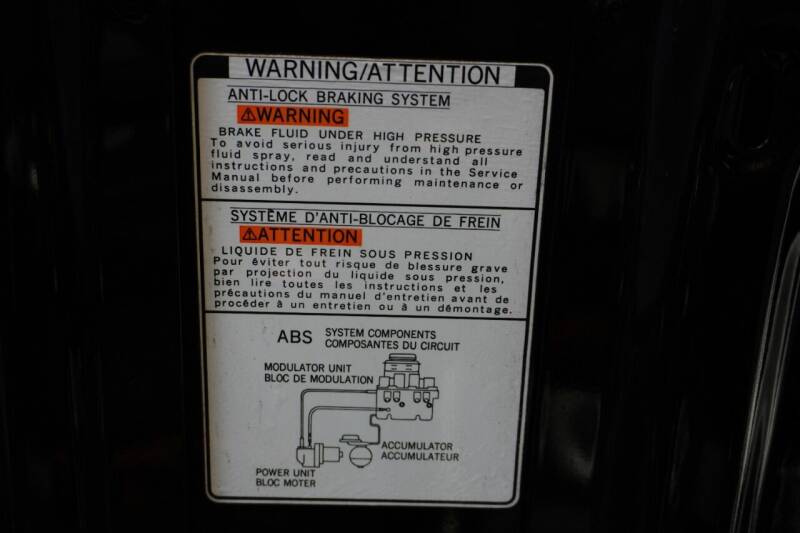 WARNING/ATTENTION
ANTI-LOCK BRAKING SYSTEM
⚠WARNING
BRAKE FLUID UNDER HIGH PRESSURE
To avoid serious injury from high pressure
fluid spray, read and understand all
instructions and precautions in the Service
Manual before performing maintenance or
disassembly.
SYSTÈME D'ANTI-BLOCAGE DE FREIN
⚠ATTENTION
LIQUIDE DE FREIN SOUS PRESSION
Pour éviter tout risque de blessure grave
par projection du liquide sous pression,
bien lire toutes les instructions et les
précautions du manuel d'entretien avant de
procéder à un entretien ou à un démontage.
ABS SYSTEM COMPONENTS
COMPOSANTES DU CIRCUIT
MODULATOR UNIT
BLOC DE MODULATION
ACCUMULATOR
ACCUMULATEUR
POWER UNIT
BLOC MOTER